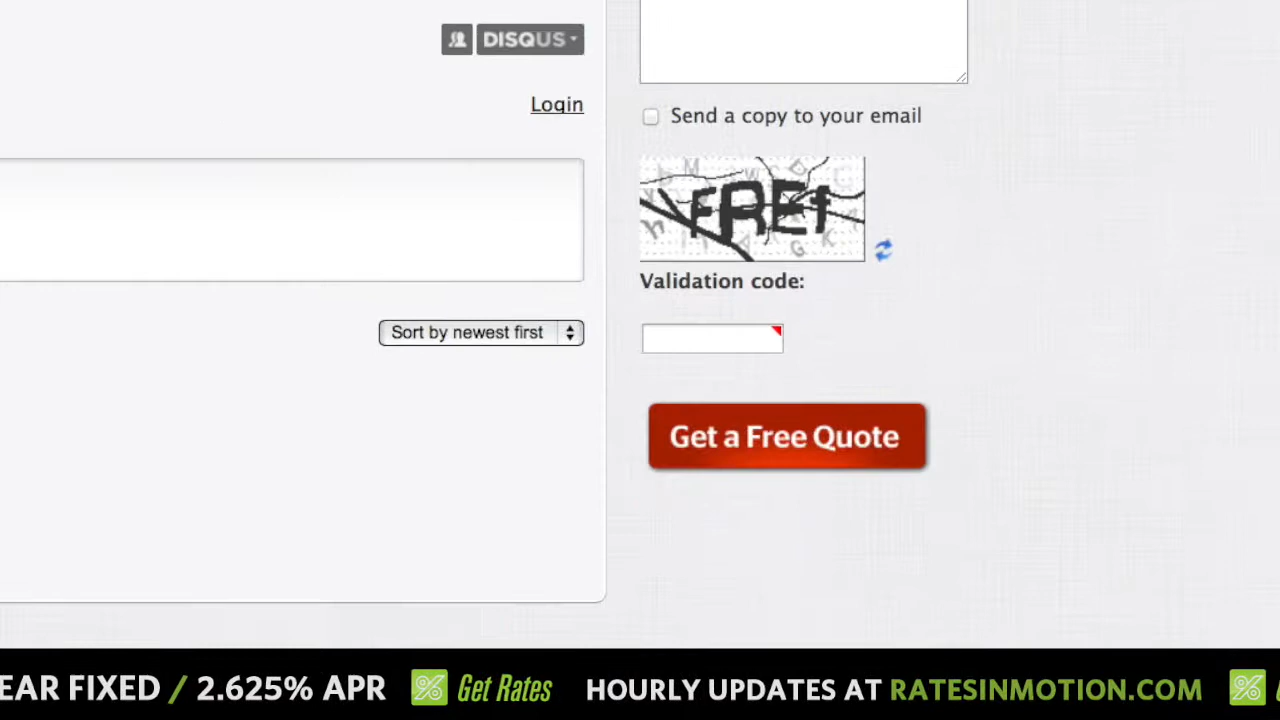 DISQUS
Login
Send a copy to your email
Validation code:
Sort by newest first
Get a Free Quote
EAR FIXED / 2.625% APR % Get Rates HOURLY UPDATES AT RATESINMOTION.COM %